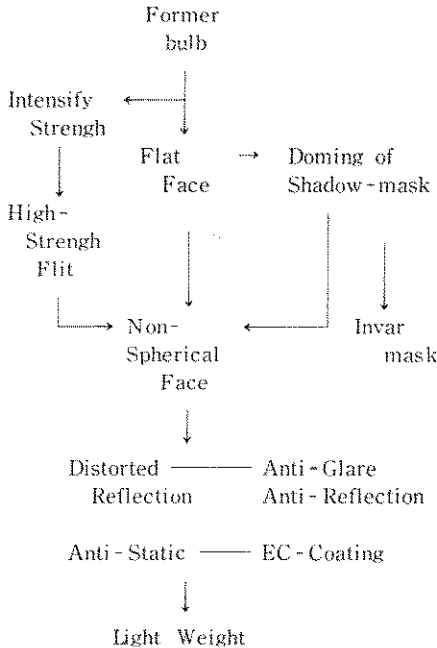 Former
bulb
Intensify
Strengh
Flat
Face
Doming of
Shadow-mask
High-
Strengh
Flit
Non-
Spherical
Face
Invar
mask
Distorted
Reflection
Anti-Glare
Anti-Reflection
Anti-Static
EC-Coating
Light Weight